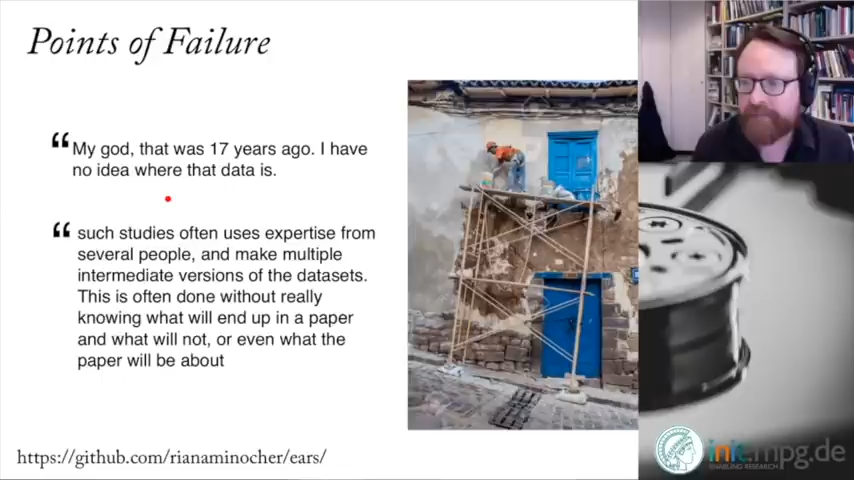 Points of Failure
“My god, that was 17 years ago. I have
no idea where that data is.
“such studies often uses expertise from
several people, and make multiple
intermediate versions of the datasets.
This is often done without really
knowing what will end up in a paper
and what will not, or even what the
paper will be about
https://github.com/rianaminocher/ears/
init.mpg.de
ENABLING RESEARCH